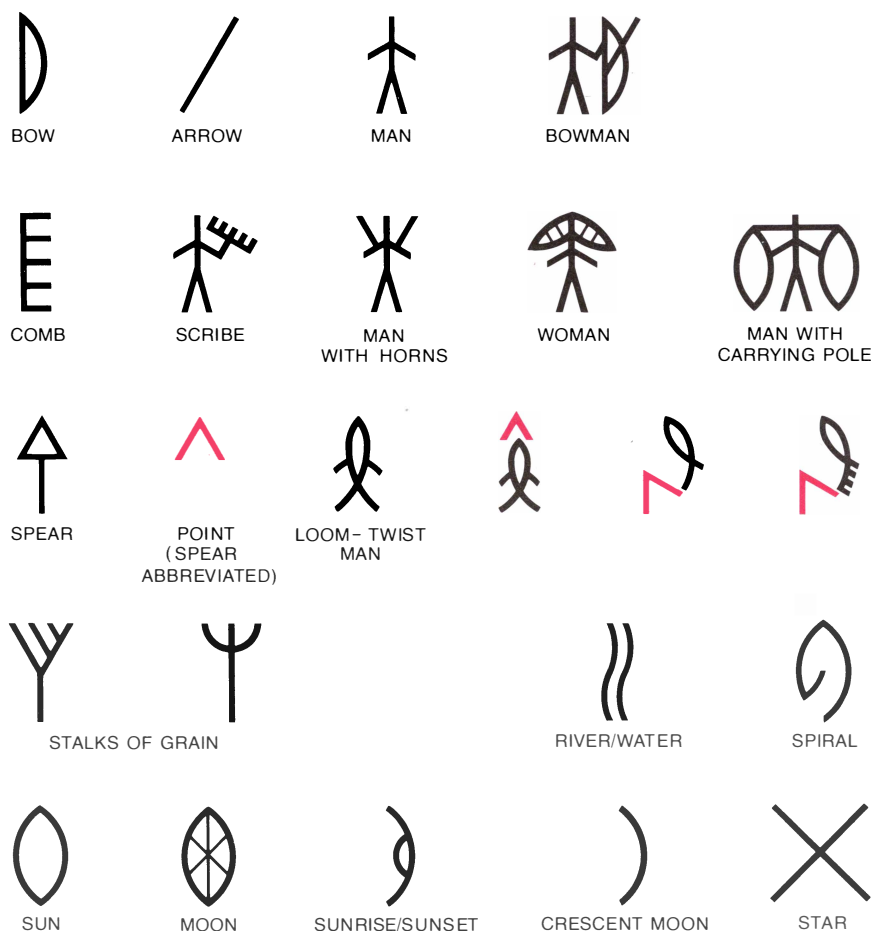 BOW ARROW MAN BOWMAN
COMB SCRIBE MAN WITH HORNS WOMAN MAN WITH CARRYING POLE
SPEAR POINT (SPEAR ABBREVIATED) LOOM-TWIST MAN
STALKS OF GRAIN RIVER/WATER SPIRAL
SUN MOON SUNRISE/SUNSET CRESCENT MOON STAR